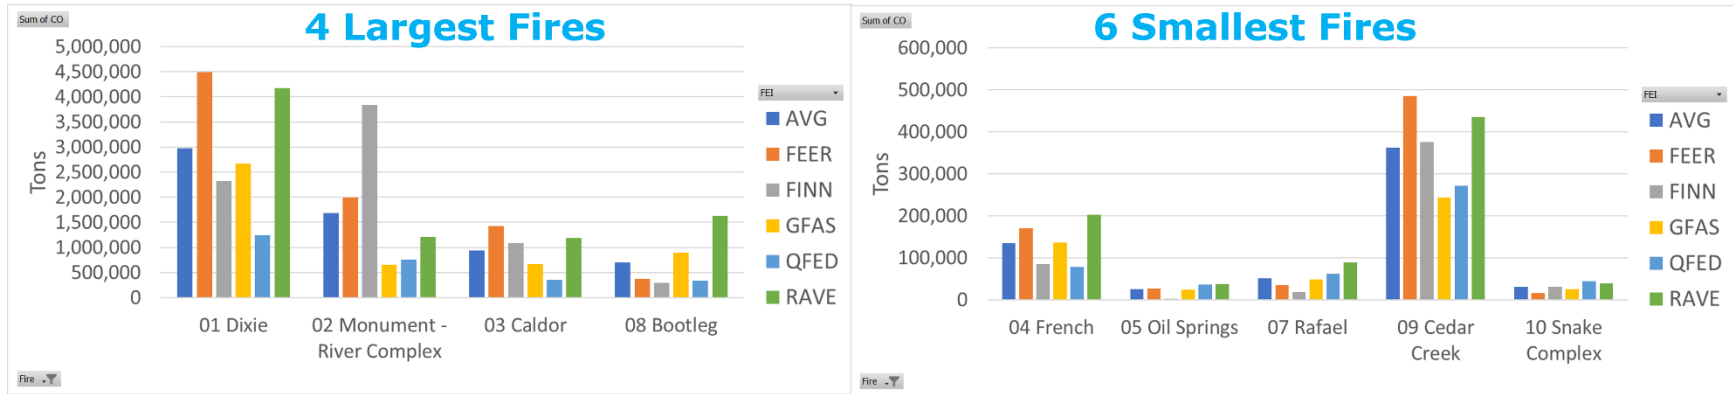 Sum of CO
4 Largest Fires
5,000,000
4,500,000
4,000,000
3,500,000
3,000,000
2,500,000
2,000,000
1,500,000
1,000,000
500,000
0
Tons
01 Dixie
02 Monument -
River Complex
03 Caldor
08 Bootleg
FEI
AVG
FEER
FINN
GFAS
QFED
RAVE
Fire
Sum of CO
6 Smallest Fires
600,000
500,000
400,000
300,000
200,000
100,000
0
Tons
04 French
05 Oil Springs
07 Rafael
09 Cedar
Creek
10 Snake
Complex
FEI
AVG
FEER
FINN
GFAS
QFED
RAVE
Fire